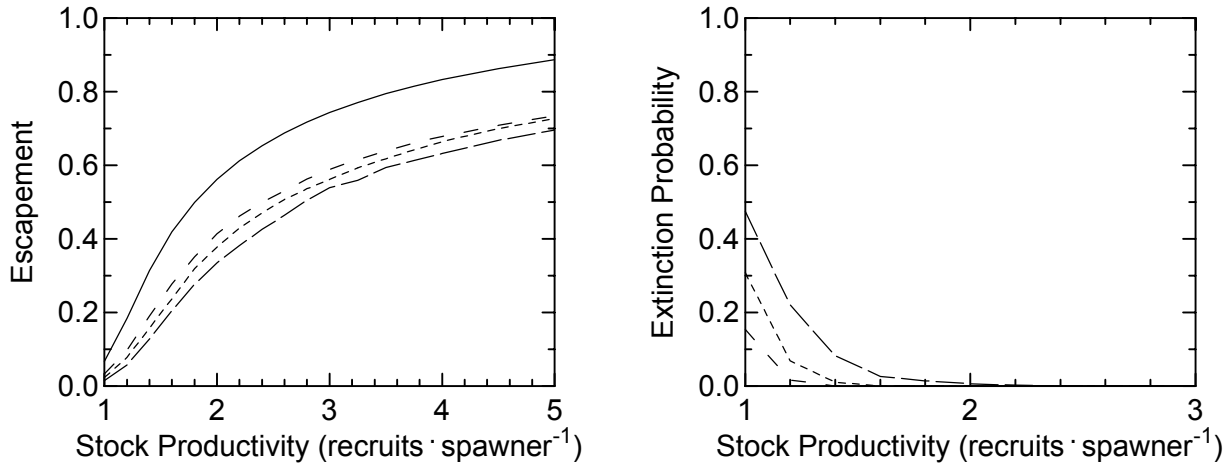 1.0
0.8
0.6
0.4
0.2
0.0
Escapement
1 2 3 4 5
Stock Productivity (recruits·spawner⁻¹)
1.0
0.8
0.6
0.4
0.2
0.0
Extinction Probability
1 2 3
Stock Productivity (recruits·spawner⁻¹)